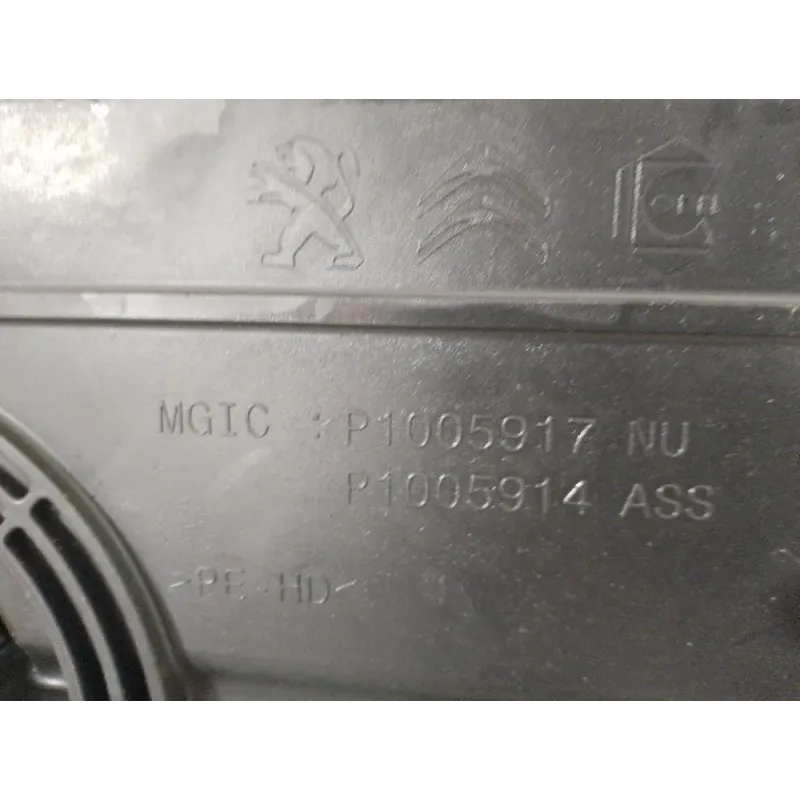 MGIC : P1005917 NU
P1005914 ASS
>PE-HD<